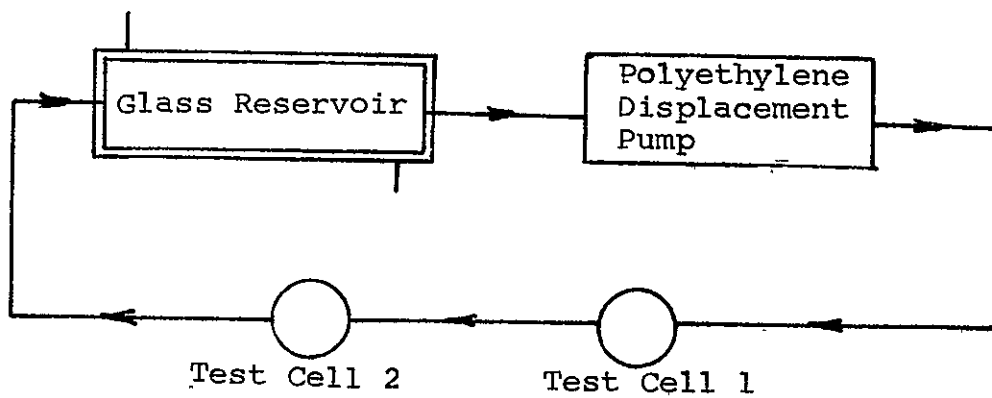 Glass Reservoir
Polyethylene
Displacement
Pump
Test Cell 2
Test Cell 1